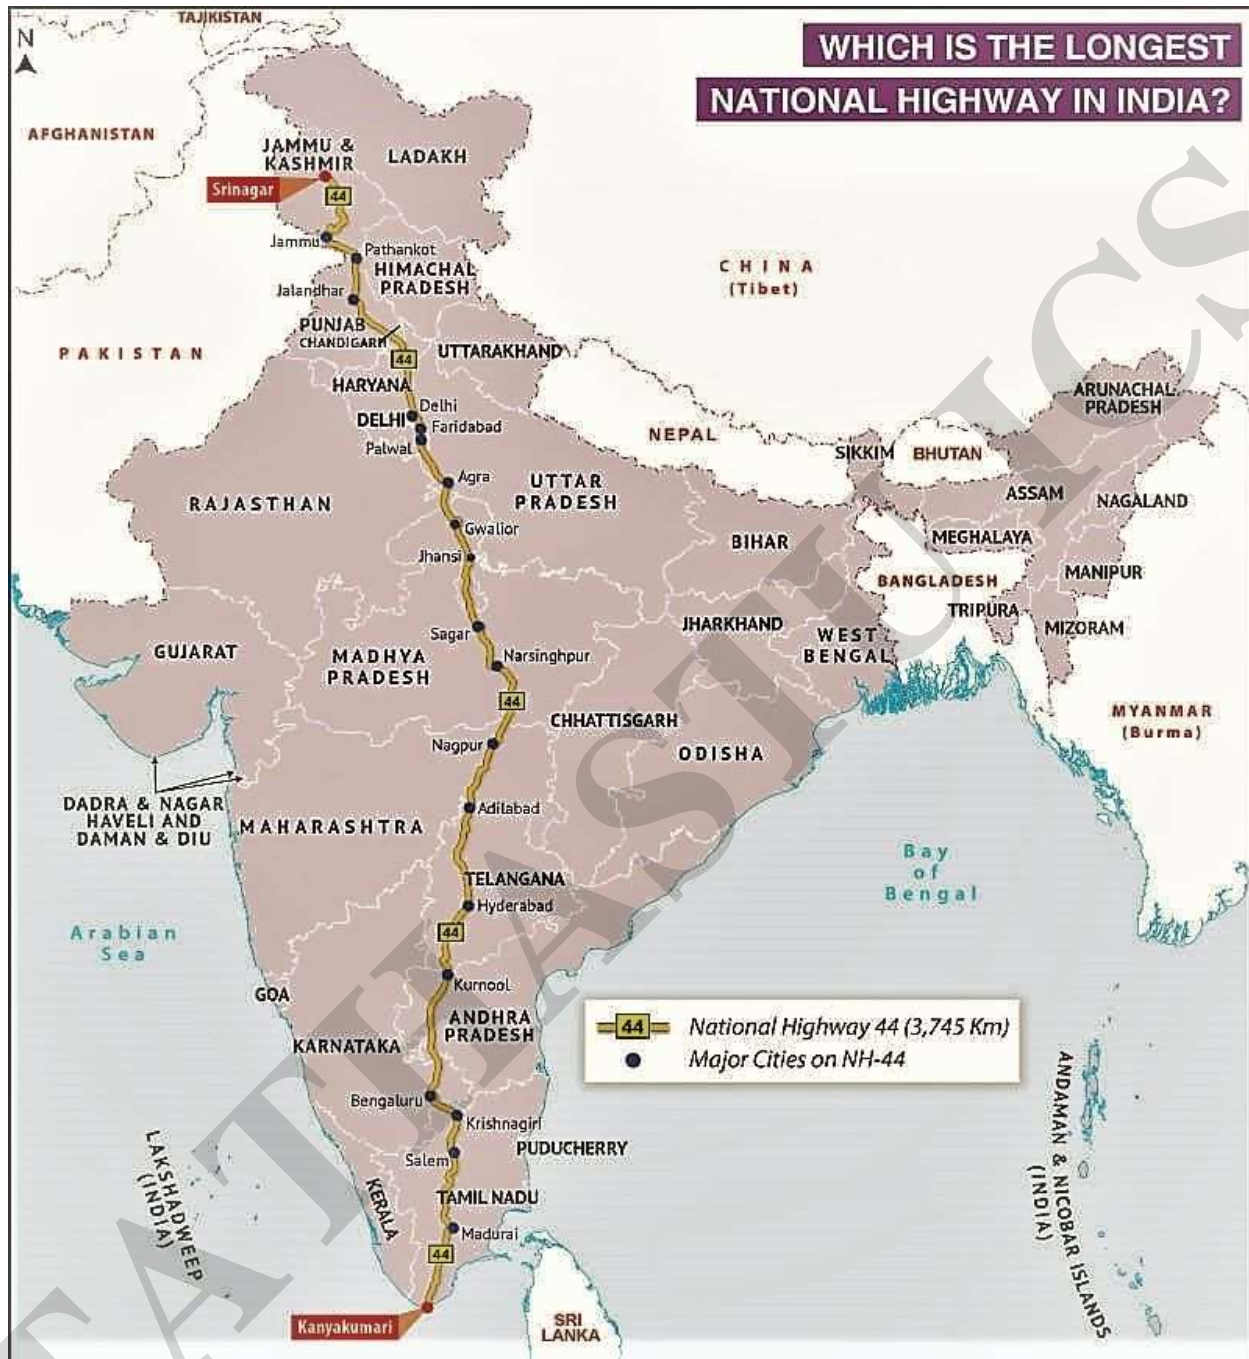 WHICH IS THE LONGEST
NATIONAL HIGHWAY IN INDIA?
N
TAJIKISTAN
AFGHANISTAN
JAMMU &
KASHMIR
LADAKH
Srinagar
44
Jammu
Pathankot
HIMACHAL
PRADESH
CHINA
(Tibet)
Jalandhar
PUNJAB
CHANDIGARH
PAKISTAN
44
UTTARAKHAND
HARYANA
ARUNACHAL
PRADESH
Delhi
DELHI
Faridabad
NEPAL
Palwal
SIKKIM
BHUTAN
Agra
UTTAR
PRADESH
ASSAM
NAGALAND
RAJASTHAN
Gwalior
BIHAR
MEGHALAYA
Jhansi
MANIPUR
BANGLADESH
TRIPURA
MIZORAM
JHARKHAND
WEST
BENGAL
Sagar
GUJARAT
MADHYA
PRADESH
Narsinghpur
44
CHHATTISGARH
MYANMAR
(Burma)
Nagpur
ODISHA
DADRA & NAGAR
HAVELI AND
DAMAN & DIU
Adilabad
MAHARASHTRA
Bay
of
Bengal
TELANGANA
Hyderabad
Arabian
Sea
44
Kurnool
GOA
ANDHRA
PRADESH
KARNATAKA
44 National Highway 44 (3,745 Km)
Major Cities on NH-44
Bengaluru
Krishnagiri
PUDUCHERRY
Salem
LAKSHADWEEP
(INDIA)
KERALA
TAMIL NADU
ANDAMAN & NICOBAR ISLANDS
(INDIA)
Madurai
44
Kanyakumari
SRI
LANKA
TATHASTUICS